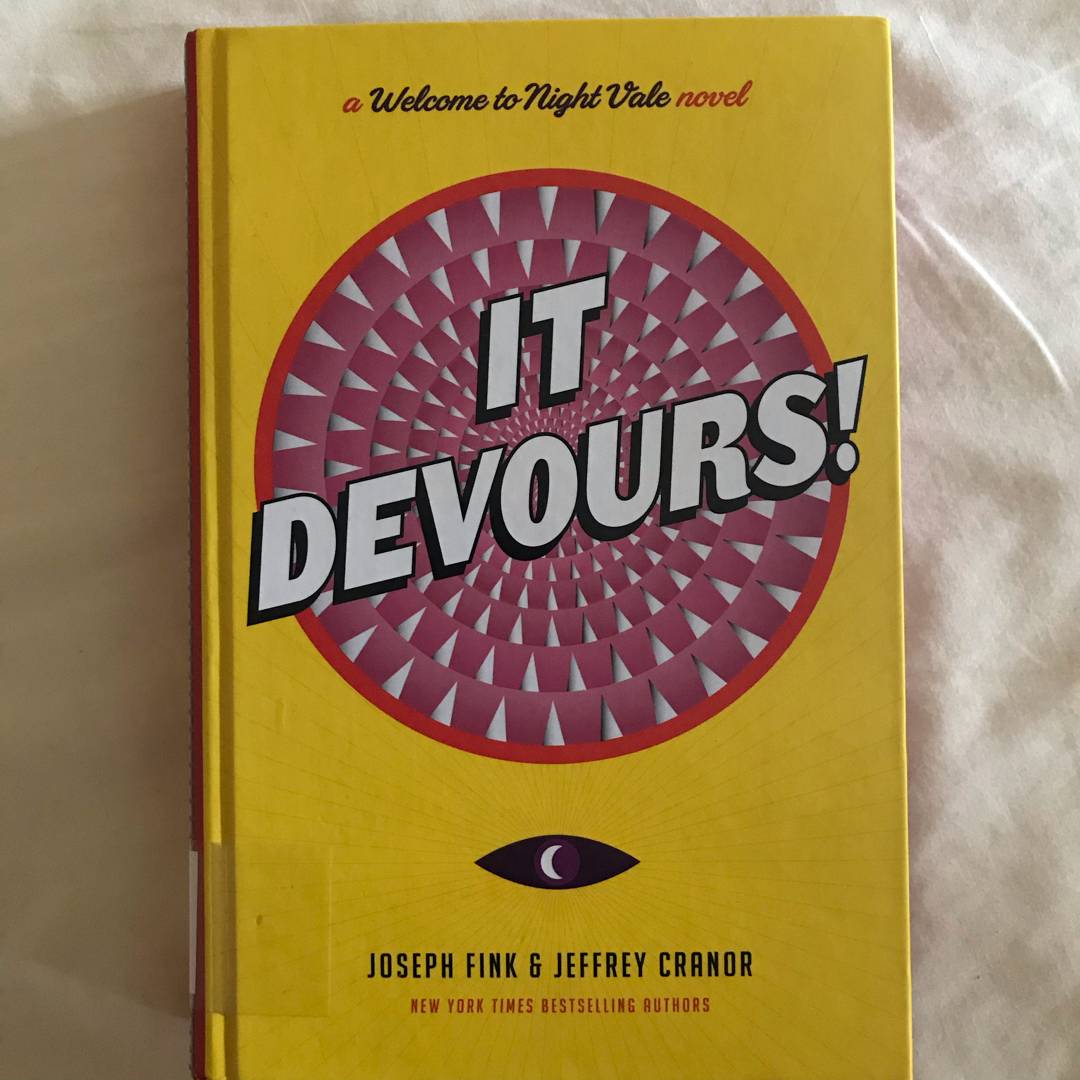 a Welcome to Night Vale novel
IT
DEVOURS!
JOSEPH FINK & JEFFREY CRANOR
NEW YORK TIMES BESTSELLING AUTHORS